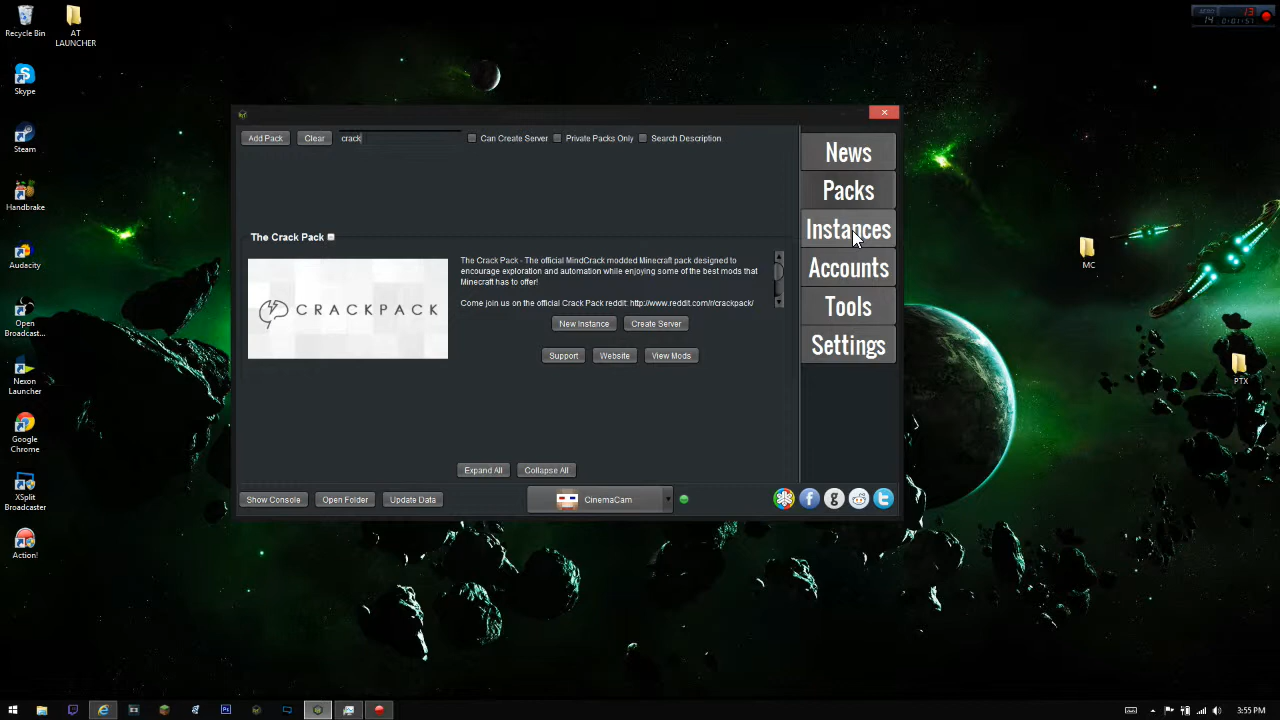 Recycle Bin
AT
LAUNCHER
Skype
Steam
Handbrake
Audacity
Open
Broadcast...
Nexon
Launcher
Google
Chrome
XSplit
Broadcaster
Action!
13
14 0:01:51
Add Pack
Clear
crack
Can Create Server
Private Packs Only
Search Description
The Crack Pack
CRACKPACK
The Crack Pack - The official MindCrack modded Minecraft pack designed to
encourage exploration and automation while enjoying some of the best mods that
Minecraft has to offer!
Come join us on the official Crack Pack reddit: http://www.reddit.com/r/crackpack/
New Instance
Create Server
Support
Website
View Mods
Expand All
Collapse All
Show Console
Open Folder
Update Data
CinemaCam
News
Packs
Instances
Accounts
Tools
Settings
MC
PTX
3:55 PM